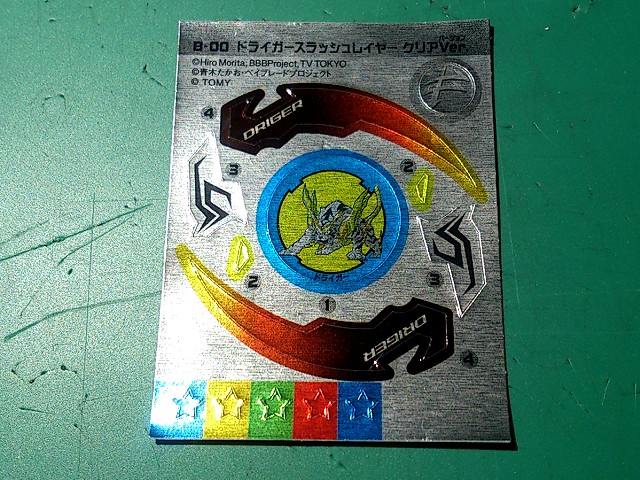 B-00 ドライガースラッシュレイヤー クリアVer.
バージョン
©Hiro Morita, BBBProject, TV TOKYO
©青木たかお・ベイブレードプロジェクト
© TOMY
4
DRIGER
3
2
ドライガー
2
1
3
DRIGER
4